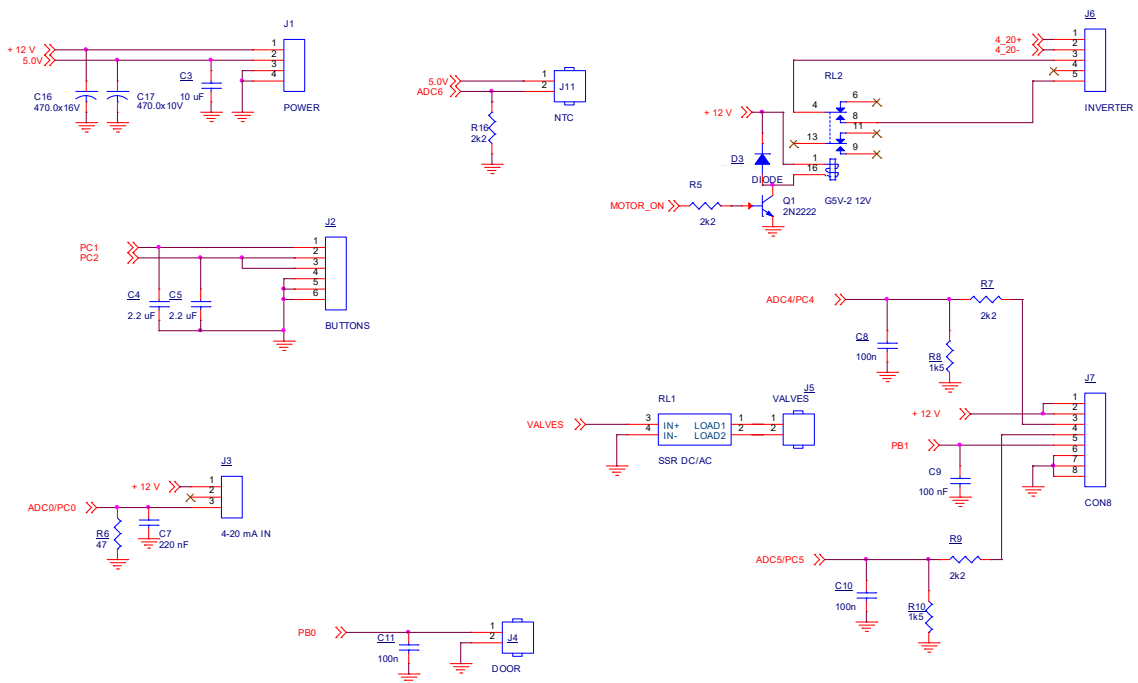 J1
+ 12 V
5.0V
1
2
3
4
C3
10 uF
C16
470.0x16V
C17
470.0x10V
POWER
5.0V
ADC6
1
2
J11
NTC
R16
2k2
J6
4_20+
4_20-
1
2
3
4
5
INVERTER
RL2
+ 12 V
4
6
8
11
13
9
1
16
D3
DIODE
G5V-2 12V
MOTOR_ON
R5
2k2
Q1
2N2222
J2
PC1
PC2
1
2
3
4
5
6
C4
2.2 uF
C5
2.2 uF
BUTTONS
ADC4/PC4
R7
2k2
C8
100n
R8
1k5
J7
+ 12 V
PB1
1
2
3
4
5
6
7
8
C9
100 nF
CON8
RL1
VALVES
3
4
IN+
IN-
LOAD1
LOAD2
1
2
SSR DC/AC
J5
VALVES
1
2
J3
+ 12 V
1
2
3
ADC0/PC0
R6
47
C7
220 nF
4-20 mA IN
ADC5/PC5
R9
2k2
C10
100n
R10
1k5
PB0
C11
100n
1
2
J4
DOOR